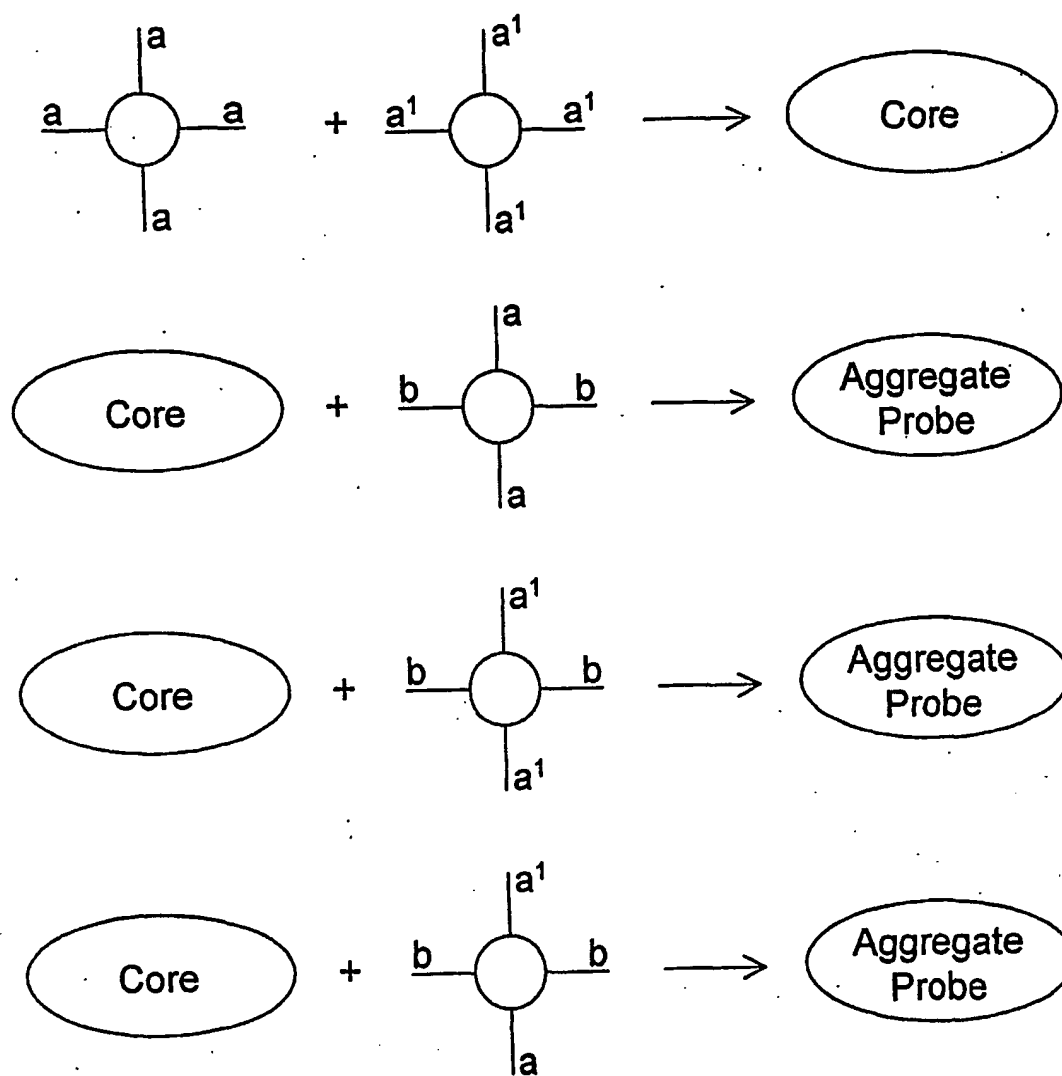 a a¹
a a + a¹ a¹ → Core
a a¹
a
Core + b b → Aggregate Probe
a
a¹
Core + b b → Aggregate Probe
a¹
a¹
Core + b b → Aggregate Probe
a